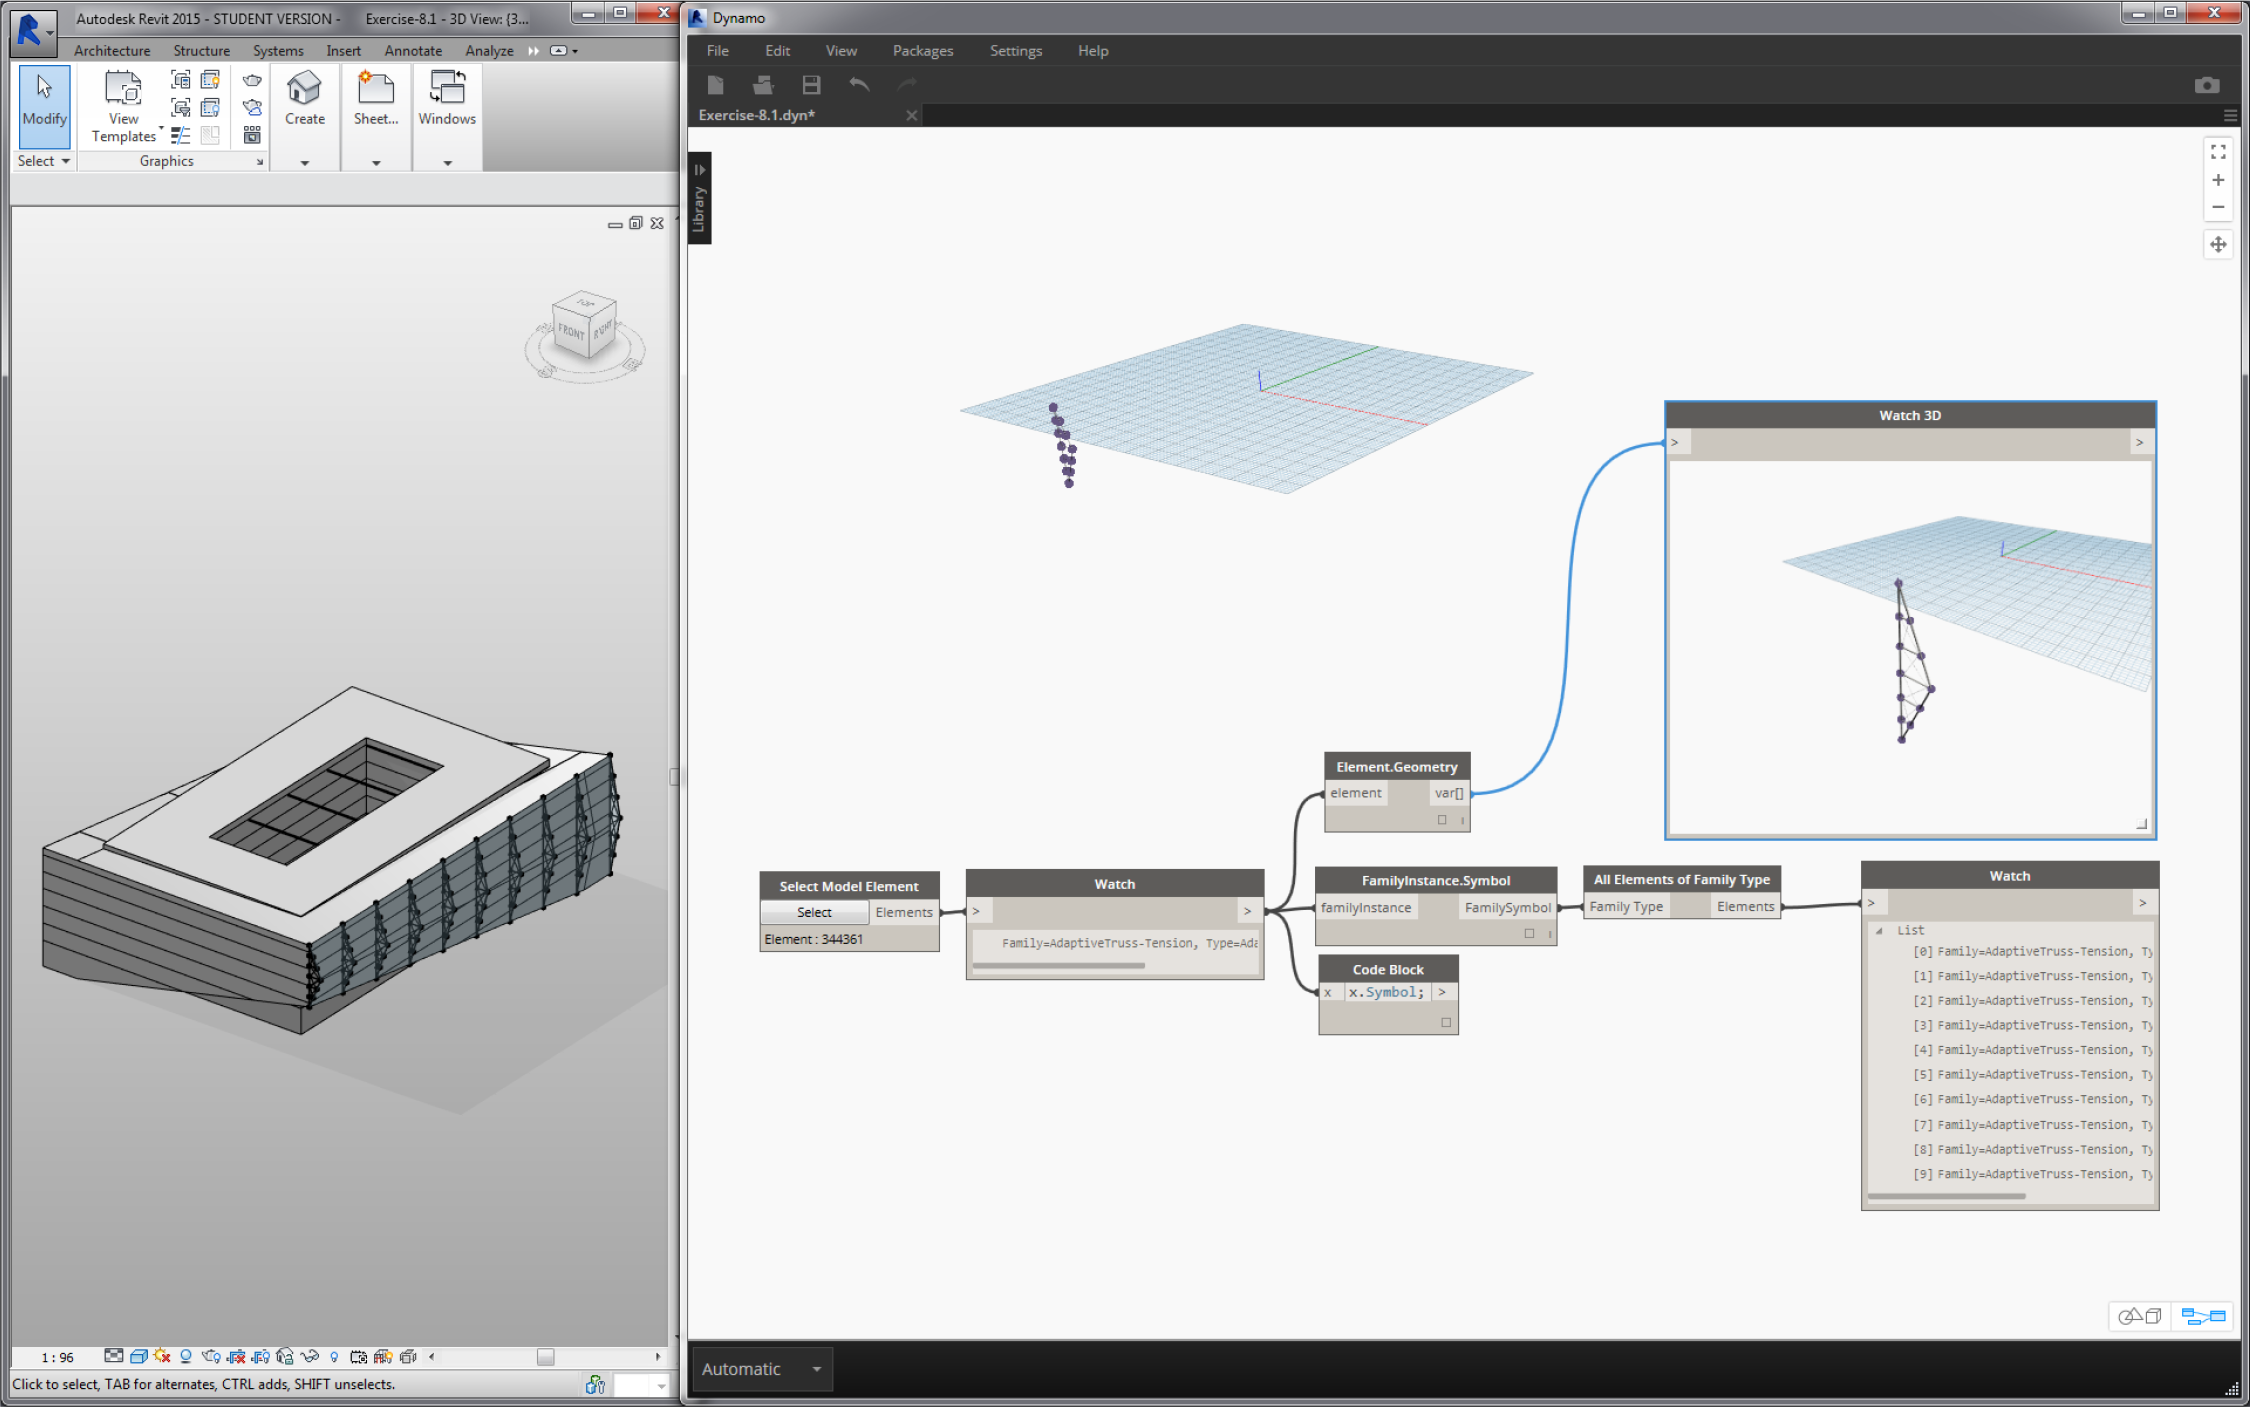 Autodesk Revit 2015 - STUDENT VERSION - Exercise-8.1 - 3D View: {3...
Architecture Structure Systems Insert Annotate Analyze
Modify
View
Templates
Create
Sheet...
Windows
Select
Graphics
TOP
FRONT
RIGHT
1 : 96
Click to select, TAB for alternates, CTRL adds, SHIFT unselects.
Dynamo
File Edit View Packages Settings Help
Exercise-8.1.dyn*
Library
Watch 3D
> >
Element.Geometry
element var[]
Select Model Element
Select Elements
Element : 344361
Watch
> >
Family=AdaptiveTruss-Tension, Type=Ada
FamilyInstance.Symbol
familyInstance FamilySymbol
Code Block
x x.Symbol; >
All Elements of Family Type
Family Type Elements
Watch
> >
List
[0] Family=AdaptiveTruss-Tension, Ty
[1] Family=AdaptiveTruss-Tension, Ty
[2] Family=AdaptiveTruss-Tension, Ty
[3] Family=AdaptiveTruss-Tension, Ty
[4] Family=AdaptiveTruss-Tension, Ty
[5] Family=AdaptiveTruss-Tension, Ty
[6] Family=AdaptiveTruss-Tension, Ty
[7] Family=AdaptiveTruss-Tension, Ty
[8] Family=AdaptiveTruss-Tension, Ty
[9] Family=AdaptiveTruss-Tension, Ty
Automatic